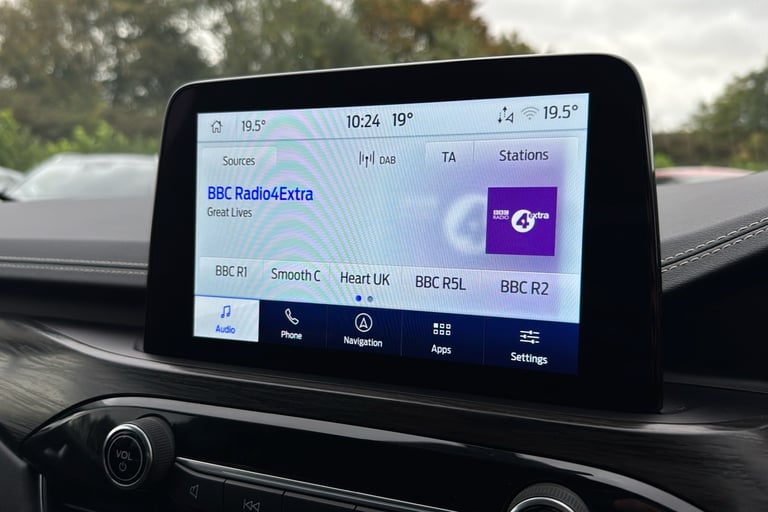 19.5° 10:24 19° 19.5°
Sources DAB TA Stations
BBC Radio4Extra
Great Lives
BBC RADIO 4 extra
BBC R1 Smooth C Heart UK BBC R5L BBC R2
Audio Phone Navigation Apps Settings
VOL